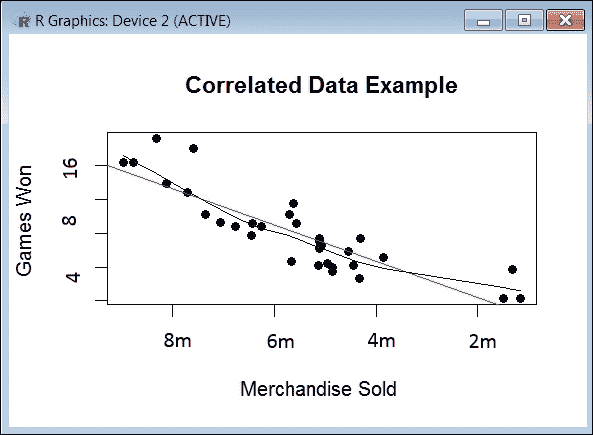 R Graphics: Device 2 (ACTIVE)
Correlated Data Example
Games Won
16
8
4
8m
6m
4m
2m
Merchandise Sold